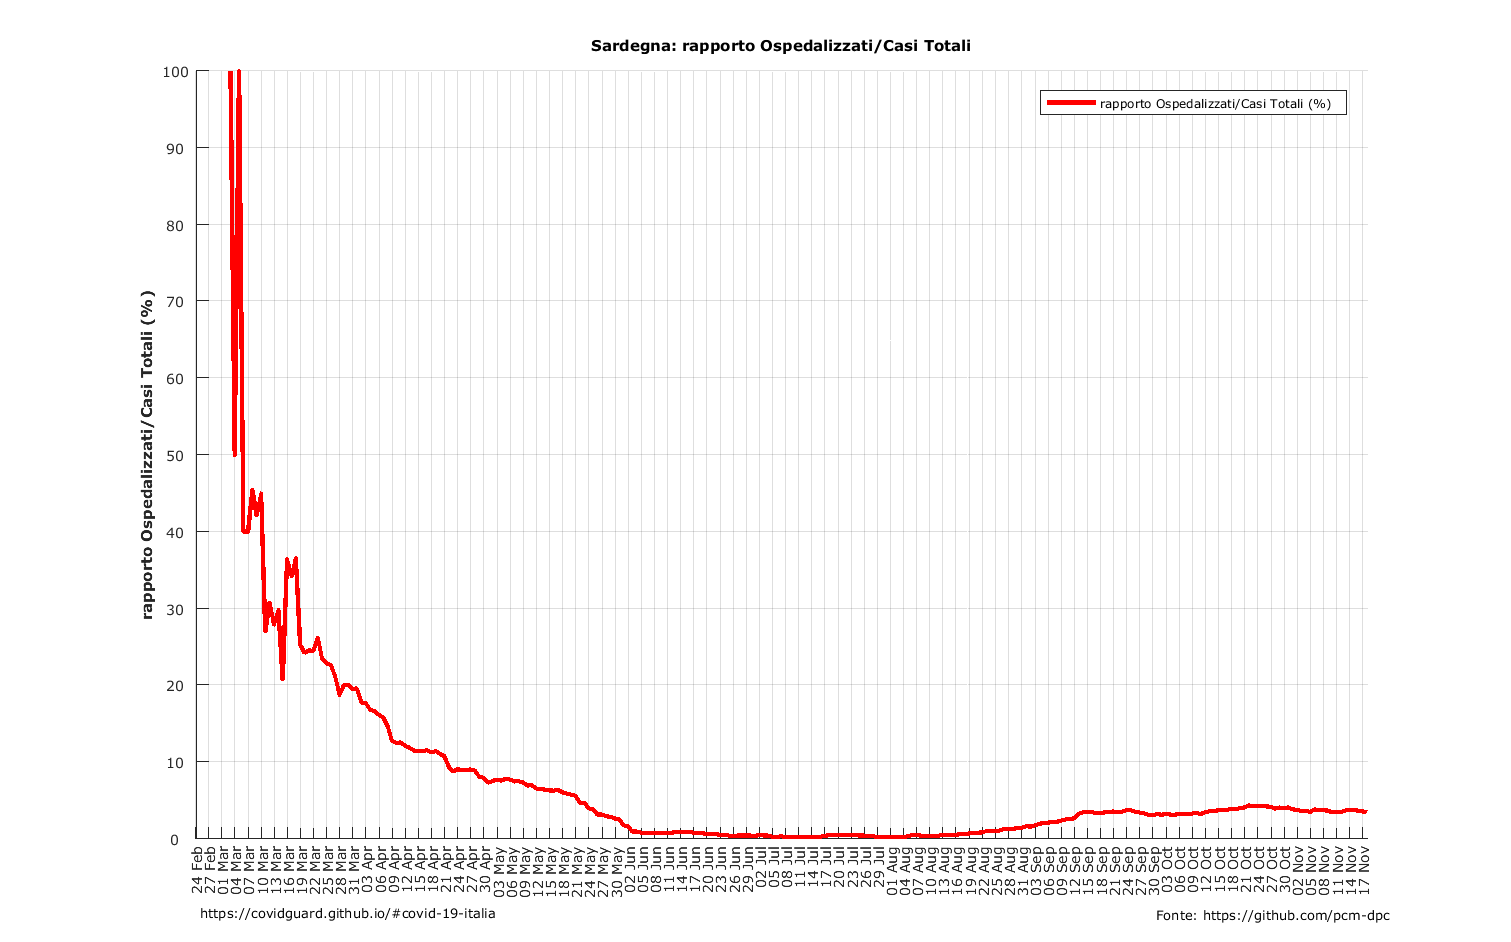 Sardegna: rapporto Ospedalizzati/Casi Totali
rapporto Ospedalizzati/Casi Totali (%)
rapporto Ospedalizzati/Casi Totali (%)
100
90
80
70
60
50
40
30
20
10
0
24 Feb
27 Feb
01 Mar
04 Mar
07 Mar
10 Mar
13 Mar
16 Mar
19 Mar
22 Mar
25 Mar
28 Mar
31 Mar
03 Apr
06 Apr
09 Apr
12 Apr
15 Apr
18 Apr
21 Apr
24 Apr
27 Apr
30 Apr
03 May
06 May
09 May
12 May
15 May
18 May
21 May
24 May
27 May
30 May
02 Jun
05 Jun
08 Jun
11 Jun
14 Jun
17 Jun
20 Jun
23 Jun
26 Jun
29 Jun
02 Jul
05 Jul
08 Jul
11 Jul
14 Jul
17 Jul
20 Jul
23 Jul
26 Jul
29 Jul
01 Aug
04 Aug
07 Aug
10 Aug
13 Aug
16 Aug
19 Aug
22 Aug
25 Aug
28 Aug
31 Aug
03 Sep
06 Sep
09 Sep
12 Sep
15 Sep
18 Sep
21 Sep
24 Sep
27 Sep
30 Sep
03 Oct
06 Oct
09 Oct
12 Oct
15 Oct
18 Oct
21 Oct
24 Oct
27 Oct
30 Oct
02 Nov
05 Nov
08 Nov
11 Nov
14 Nov
17 Nov
https://covidguard.github.io/#covid-19-italia
Fonte: https://github.com/pcm-dpc